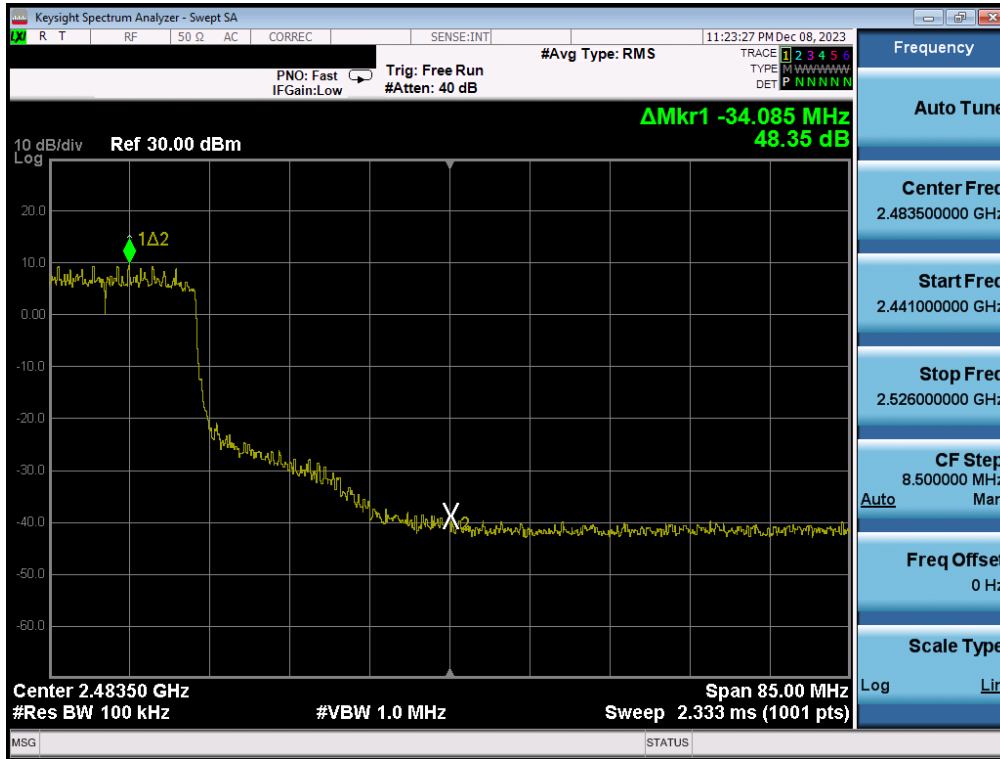 Keysight Spectrum Analyzer - Swept SA
LXI R T RF 50 Ω AC CORREC SENSE:INT 11:23:27 PM Dec 08, 2023
PNO: Fast
IFGain:Low
Trig: Free Run
#Atten: 40 dB
#Avg Type: RMS
TRACE 1 2 3 4 5 6
TYPE M WWWWW
DET P N N N N N
ΔMkr1 -34.085 MHz
48.35 dB
10 dB/div
Log
Ref 30.00 dBm
20.0
10.0
0.00
-10.0
-20.0
-30.0
-40.0
-50.0
-60.0
1Δ2
X2
Center 2.48350 GHz
#Res BW 100 kHz
#VBW 1.0 MHz
Span 85.00 MHz
Sweep 2.333 ms (1001 pts)
MSG
STATUS
Frequency
Auto Tune
Center Freq
2.483500000 GHz
Start Freq
2.441000000 GHz
Stop Freq
2.526000000 GHz
CF Step
8.500000 MHz
Auto Man
Freq Offset
0 Hz
Scale Type
Log Lin